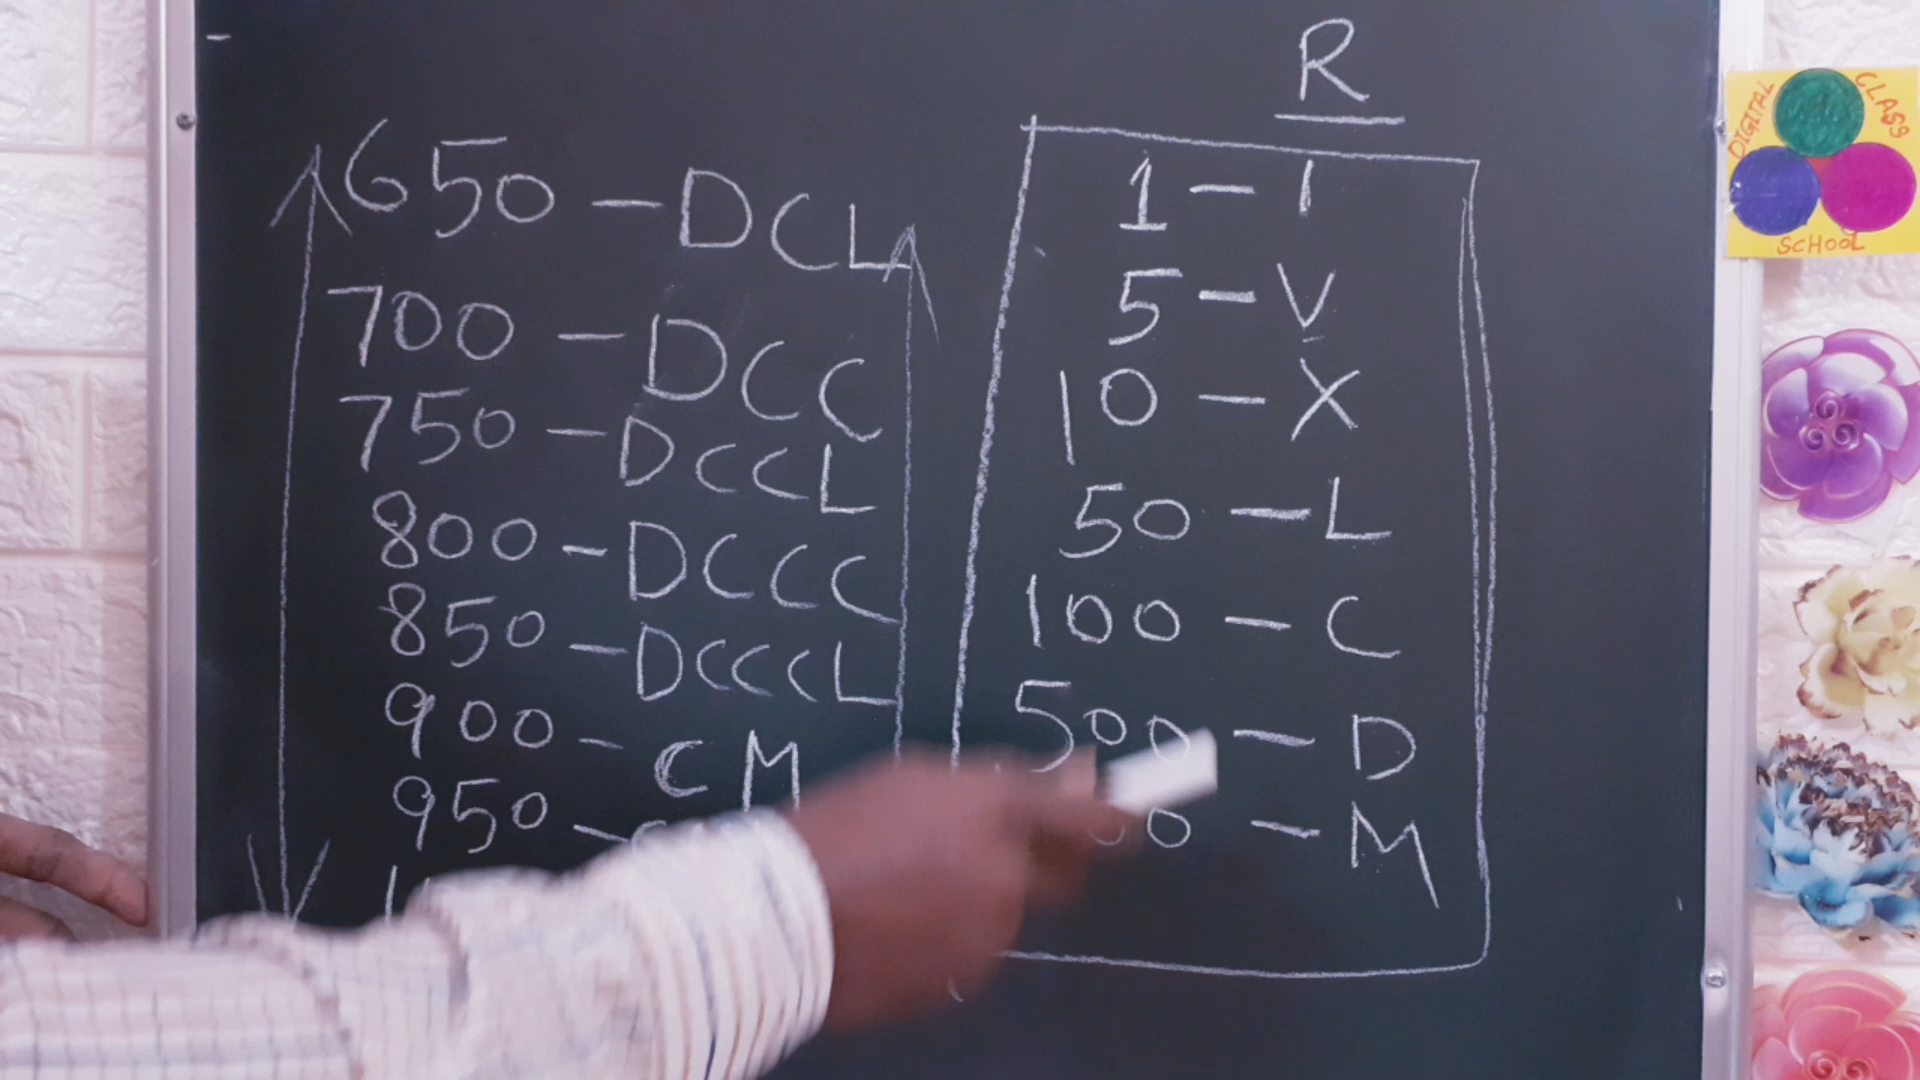 650 - DCL
700 - DCC
750 - DCCL
800 - DCCC
850 - DCCCL
900 - CM
950 -
R
1 - I
5 - V
10 - X
50 - L
100 - C
500 - D
- M
DIGITAL CLASS
SCHOOL